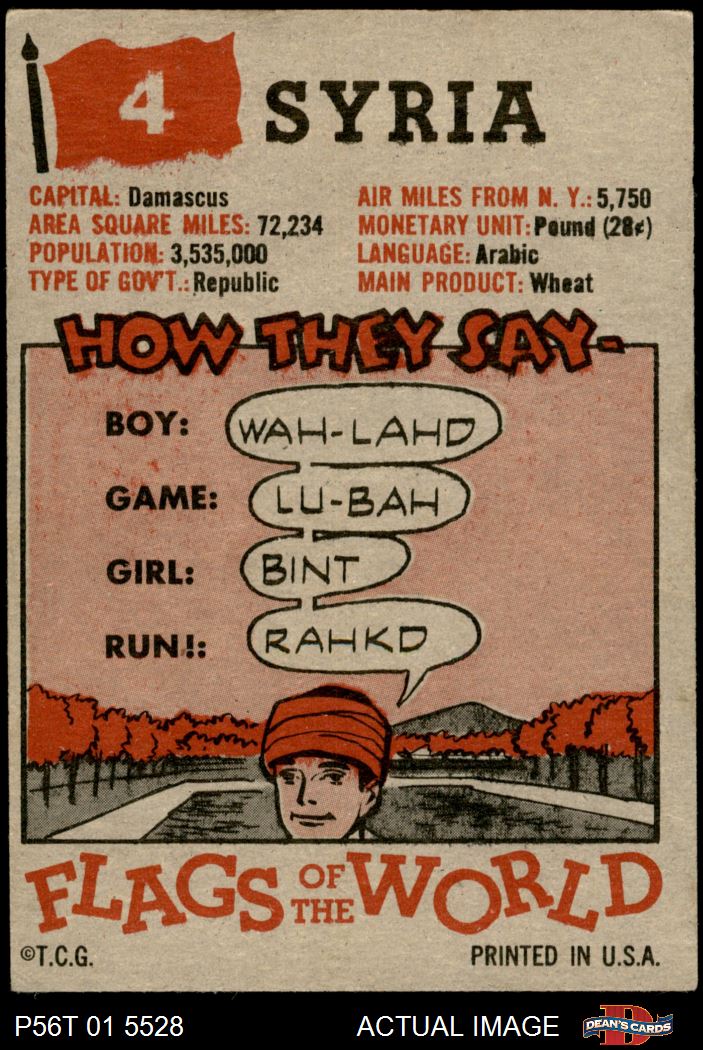 4 SYRIA
CAPITAL: Damascus
AREA SQUARE MILES: 72,234
POPULATION: 3,535,000
TYPE OF GOV'T.: Republic
AIR MILES FROM N. Y.: 5,750
MONETARY UNIT: Pound (28¢)
LANGUAGE: Arabic
MAIN PRODUCT: Wheat
HOW THEY SAY-
BOY: WAH-LAHD
GAME: LU-BAH
GIRL: BINT
RUN!: RAHKD
FLAGS OF THE WORLD
©T.C.G. PRINTED IN U.S.A.
P56T 01 5528 ACTUAL IMAGE D DEAN'S CARDS